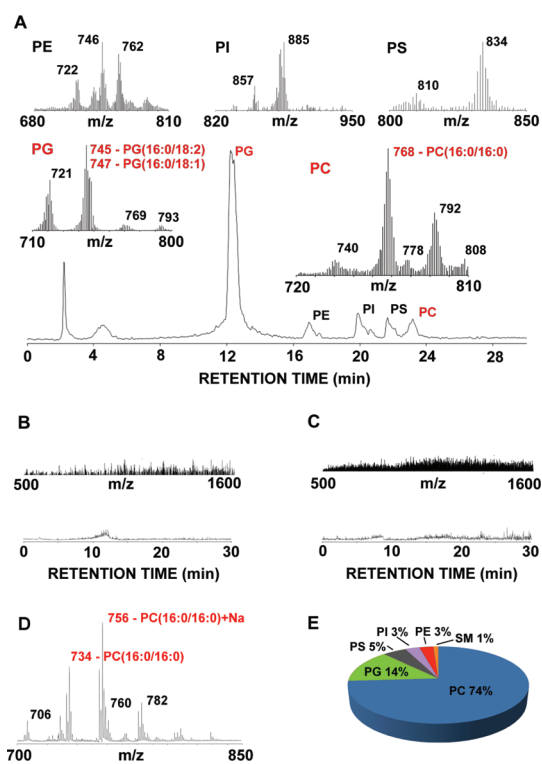 A
PE
746
762
722
680
m/z
810
PI
885
857
820
m/z
950
PS
834
810
800
m/z
850
PG
745 - PG(16:0/18:2)
747 - PG(16:0/18:1)
721
769
793
710
m/z
800
PG
PC
768 - PC(16:0/16:0)
792
740
778
808
720
m/z
810
PE
PI
PS
PC
0 4 8 12 16 20 24 28
RETENTION TIME (min)
B
500
m/z
1600
0 10 20 30
RETENTION TIME (min)
C
500
m/z
1600
0 10 20 30
RETENTION TIME (min)
D
756 - PC(16:0/16:0)+Na
734 - PC(16:0/16:0)
706
760
782
700
m/z
850
E
PI 3%
PE 3%
SM 1%
PS 5%
PG 14%
PC 74%